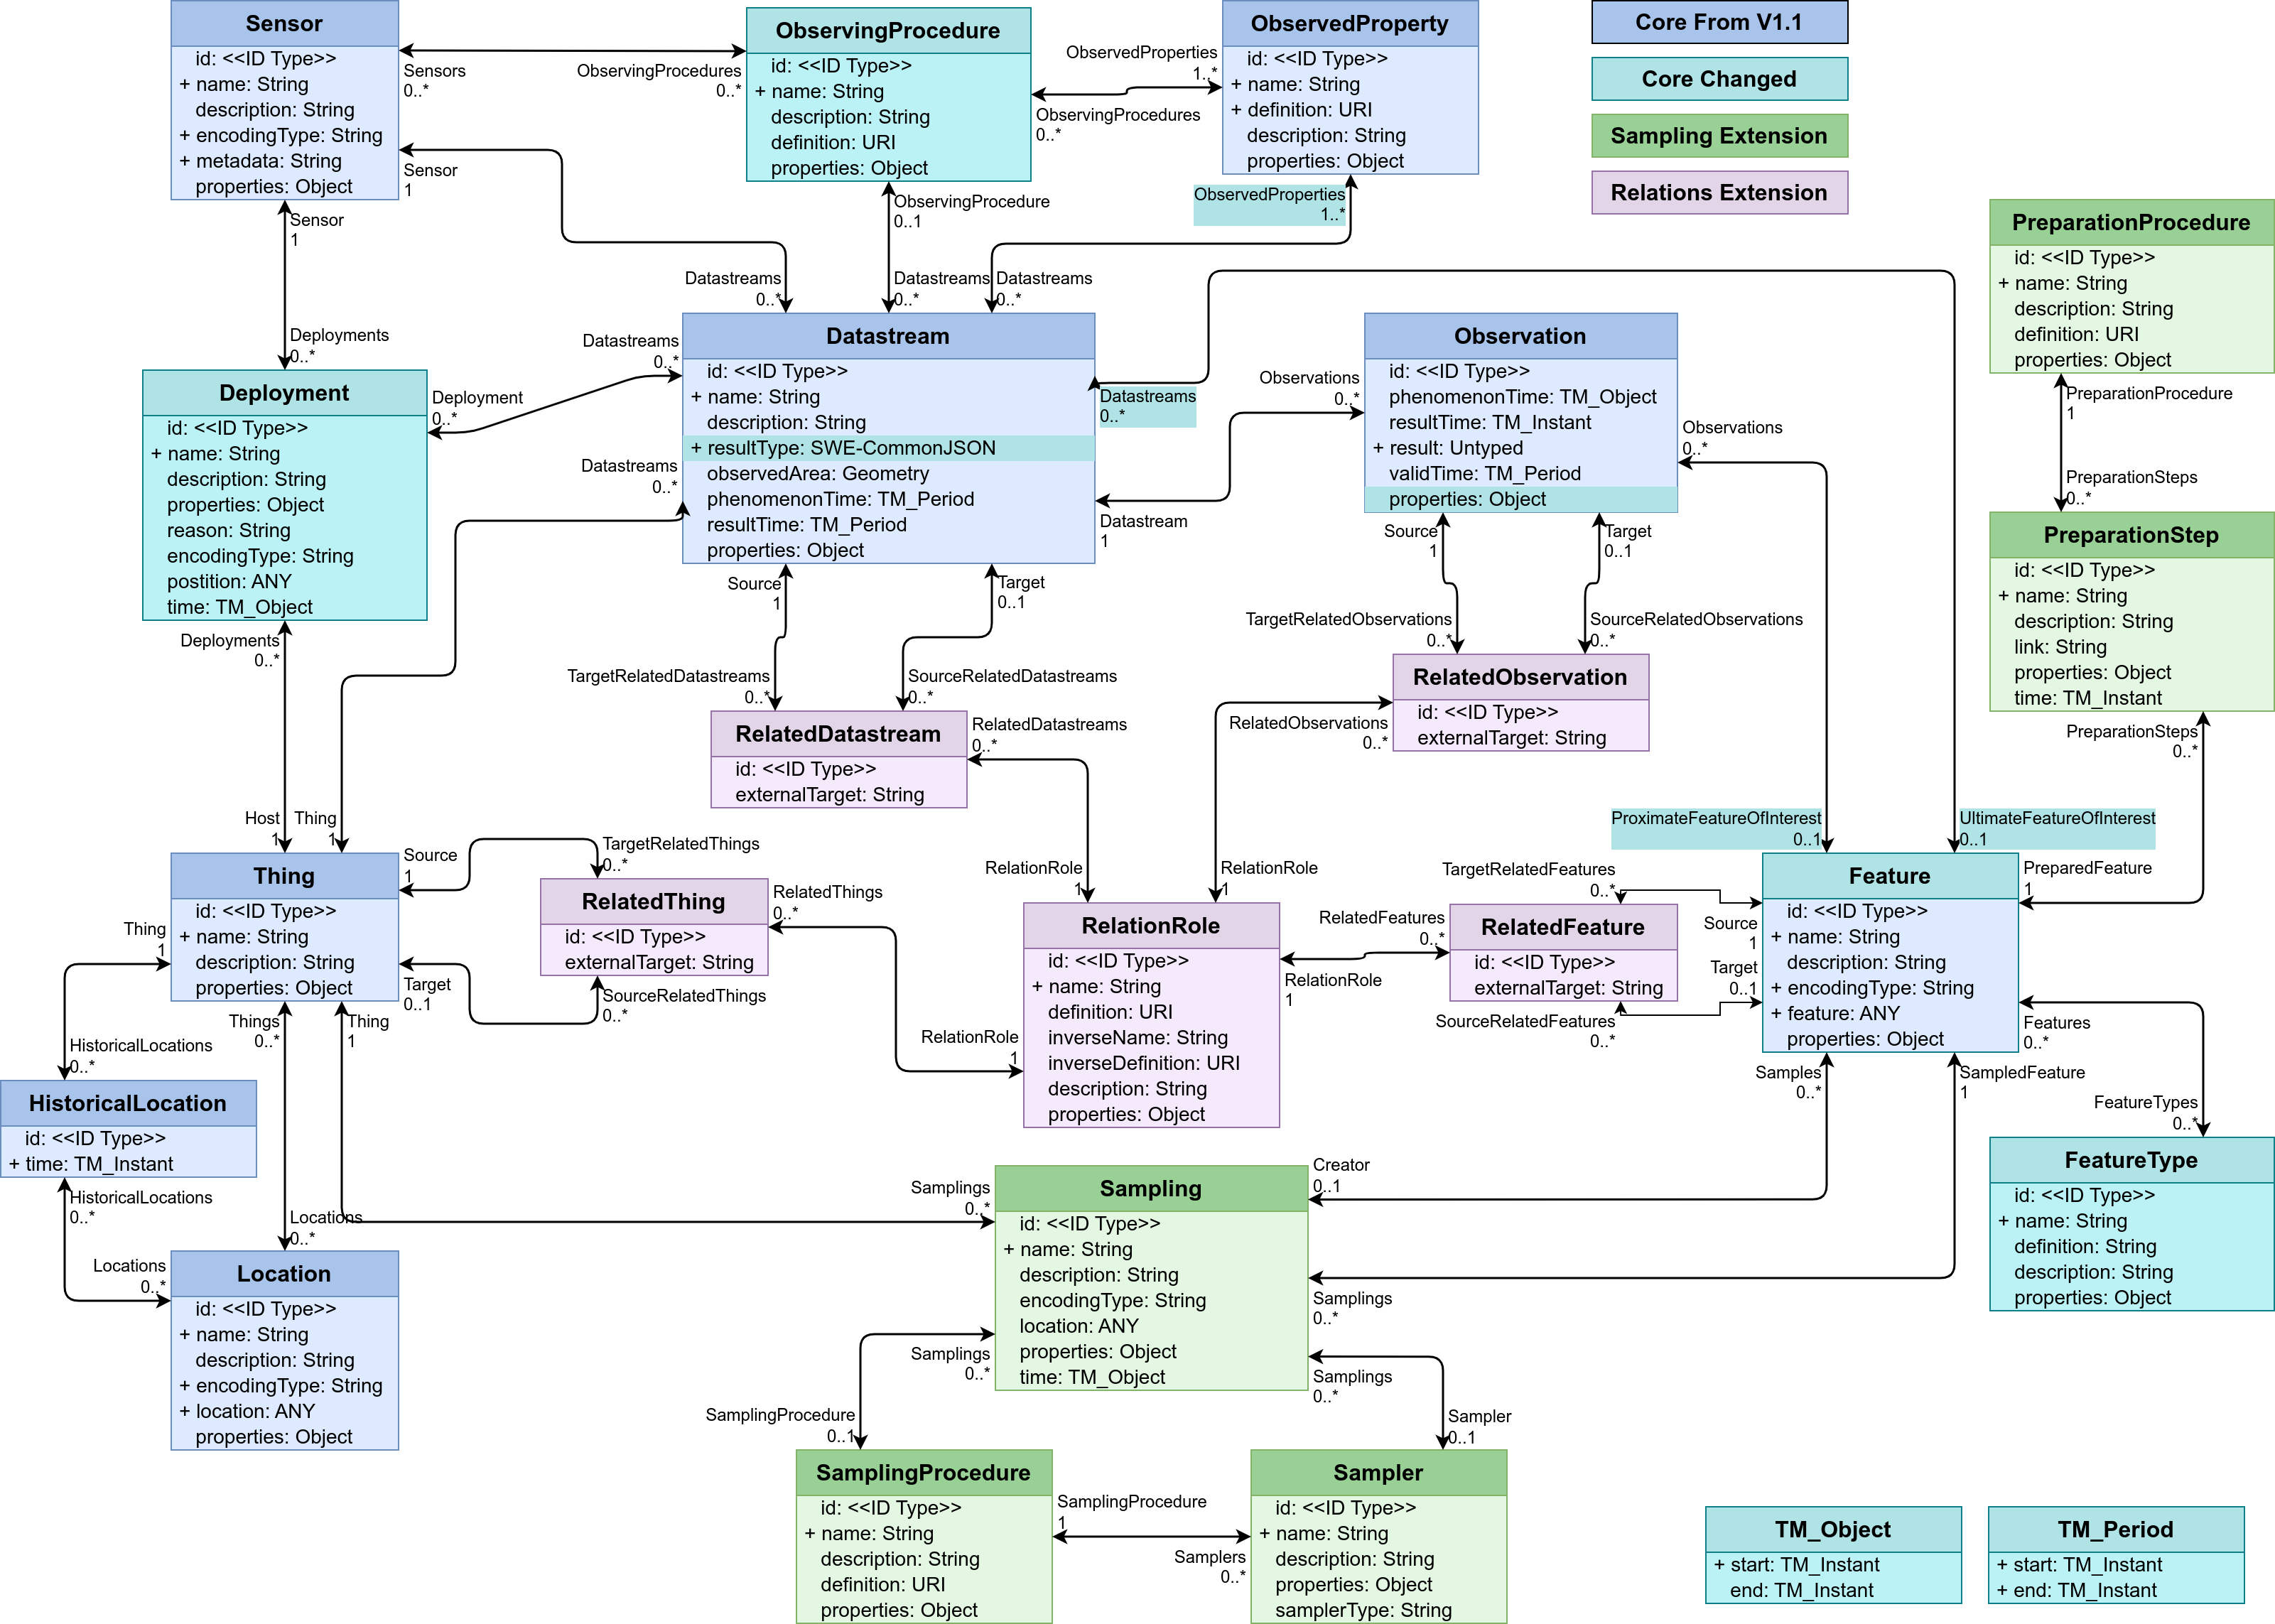 Sensor
id: <<ID Type>>
+ name: String
description: String
+ encodingType: String
+ metadata: String
properties: Object
ObservingProcedure
id: <<ID Type>>
+ name: String
description: String
definition: URI
properties: Object
ObservedProperty
id: <<ID Type>>
+ name: String
+ definition: URI
description: String
properties: Object
Core From V1.1
Core Changed
Sampling Extension
Relations Extension
Sensors
0..*
ObservingProcedures
0..*
ObservedProperties
1..*
ObservingProcedures
0..*
Sensor
1
Sensor
1
ObservingProcedure
0..1
ObservedProperties
1..*
Deployments
0..*
Datastreams
0..*
Datastreams
0..*
Datastreams
0..*
PreparationProcedure
id: <<ID Type>>
+ name: String
description: String
definition: URI
properties: Object
PreparationProcedure
1
PreparationSteps
0..*
PreparationStep
id: <<ID Type>>
+ name: String
description: String
link: String
properties: Object
time: TM_Instant
PreparationSteps
0..*
Deployment
id: <<ID Type>>
+ name: String
description: String
properties: Object
reason: String
encodingType: String
postition: ANY
time: TM_Object
Deployment
0..*
Datastreams
0..*
Datastreams
0..*
Datastream
id: <<ID Type>>
+ name: String
description: String
+ resultType: SWE-CommonJSON
observedArea: Geometry
phenomenonTime: TM_Period
resultTime: TM_Period
properties: Object
Datastreams
0..*
Datastream
1
Observations
0..*
Observation
id: <<ID Type>>
phenomenonTime: TM_Object
resultTime: TM_Instant
+ result: Untyped
validTime: TM_Period
properties: Object
Observations
0..*
Source
1
Target
0..1
TargetRelatedObservations
0..*
SourceRelatedObservations
0..*
RelatedObservation
id: <<ID Type>>
externalTarget: String
RelatedObservations
0..*
Source
1
Target
0..1
TargetRelatedDatastreams
0..*
SourceRelatedDatastreams
0..*
RelatedDatastream
id: <<ID Type>>
externalTarget: String
RelatedDatastreams
0..*
Deployments
0..*
Host
1
Thing
1
Thing
id: <<ID Type>>
+ name: String
description: String
properties: Object
Source
1
TargetRelatedThings
0..*
RelatedThing
id: <<ID Type>>
externalTarget: String
RelatedThings
0..*
Target
0..1
SourceRelatedThings
0..*
RelationRole
1
RelationRole
1
RelationRole
1
RelationRole
1
RelationRole
id: <<ID Type>>
+ name: String
definition: URI
inverseName: String
inverseDefinition: URI
description: String
properties: Object
RelatedFeatures
0..*
TargetRelatedFeatures
0..*
RelatedFeature
id: <<ID Type>>
externalTarget: String
SourceRelatedFeatures
0..*
Source
1
Target
0..1
ProximateFeatureOfInterest
0..1
UltimateFeatureOfInterest
0..1
Feature
id: <<ID Type>>
+ name: String
description: String
+ encodingType: String
+ feature: ANY
properties: Object
PreparedFeature
1
Features
0..*
FeatureTypes
0..*
FeatureType
id: <<ID Type>>
+ name: String
definition: String
description: String
properties: Object
Samples
0..*
SampledFeature
1
Thing
1
HistoricalLocations
0..*
HistoricalLocation
id: <<ID Type>>
+ time: TM_Instant
HistoricalLocations
0..*
Locations
0..*
Things
0..*
Thing
1
Locations
0..*
Location
id: <<ID Type>>
+ name: String
description: String
+ encodingType: String
+ location: ANY
properties: Object
Samplings
0..*
Creator
0..1
Sampling
id: <<ID Type>>
+ name: String
description: String
encodingType: String
location: ANY
properties: Object
time: TM_Object
Samplings
0..*
Samplings
0..*
Samplings
0..*
SamplingProcedure
0..1
Sampler
0..1
SamplingProcedure
id: <<ID Type>>
+ name: String
description: String
definition: URI
properties: Object
SamplingProcedure
1
Samplers
0..*
Sampler
id: <<ID Type>>
+ name: String
description: String
properties: Object
samplerType: String
TM_Object
+ start: TM_Instant
end: TM_Instant
TM_Period
+ start: TM_Instant
+ end: TM_Instant